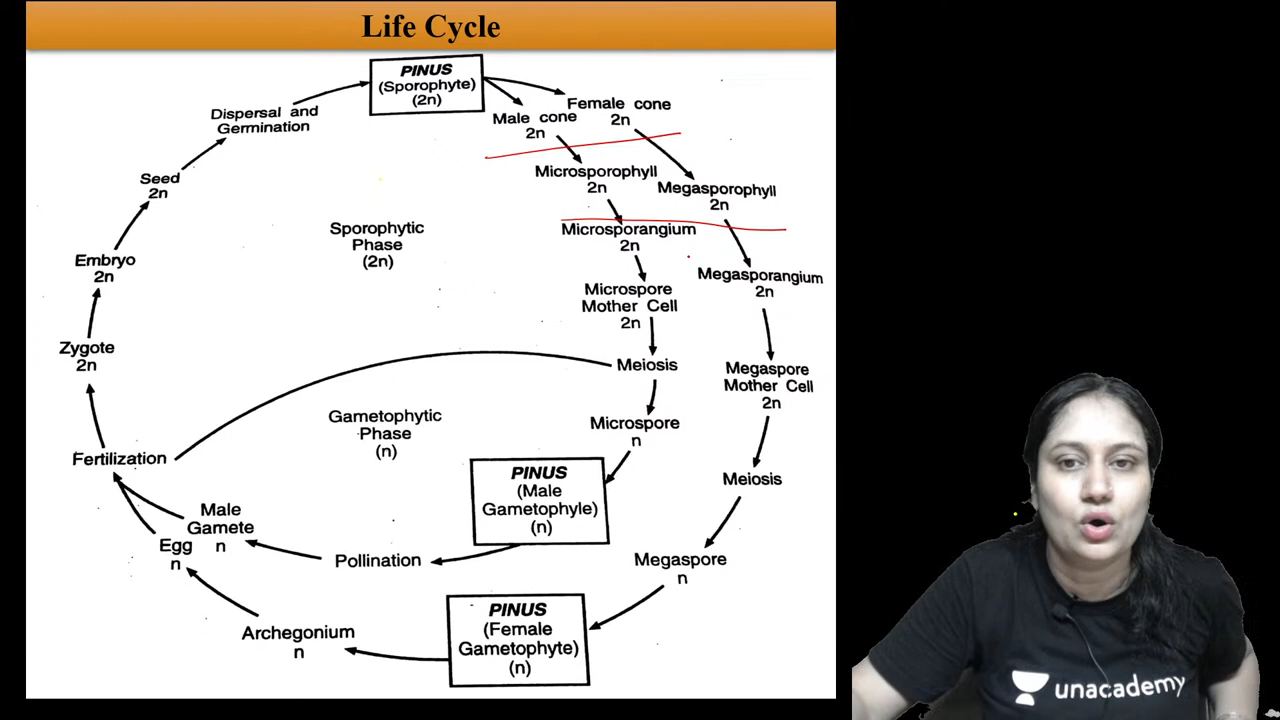 Life Cycle
PINUS
(Sporophyte)
(2n)
Female cone
2n
Male cone
2n
Dispersal and
Germination
Microsporophyll
2n
Megasporophyll
2n
Seed
2n
Sporophytic
Phase
(2n)
Microsporangium
2n
Megasporangium
2n
Embryo
2n
Microspore
Mother Cell
2n
Zygote
2n
Meiosis
Megaspore
Mother Cell
2n
Gametophytic
Phase
(n)
Microspore
n
Fertilization
PINUS
(Male
Gametophyle)
(n)
Meiosis
Male
Gamete
n
Egg
n
Pollination
Megaspore
n
PINUS
(Female
Gametophyte)
(n)
Archegonium
n
unacademy